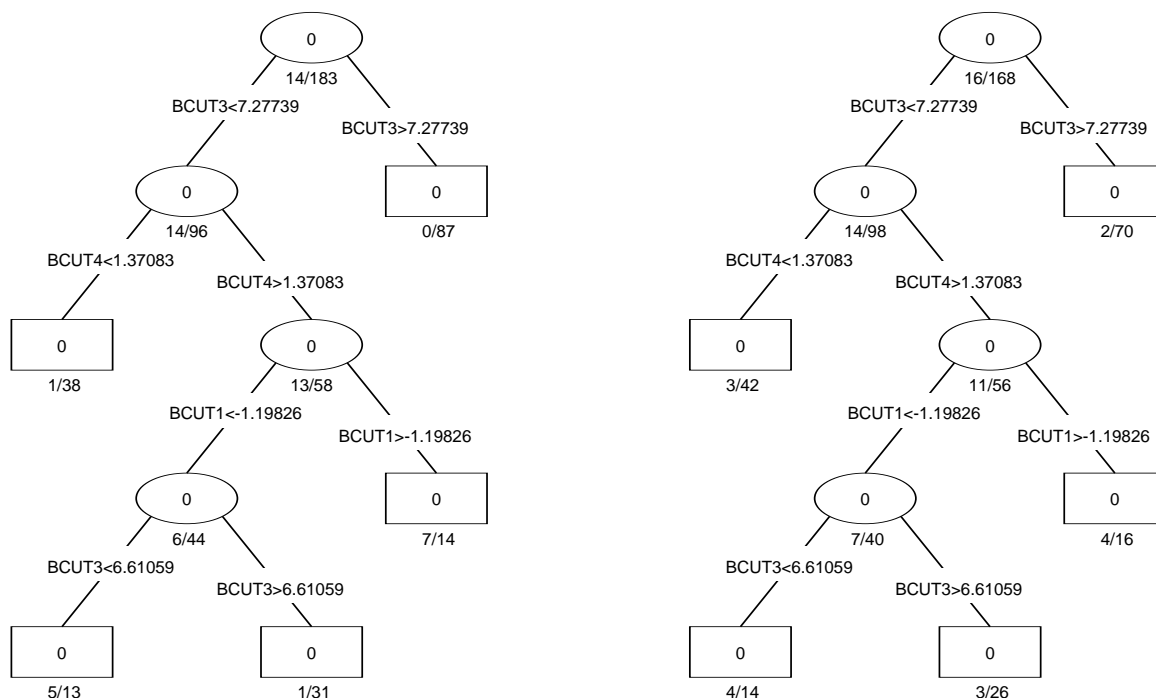 0
14/183
BCUT3<7.27739
BCUT3>7.27739
0
14/96
0
0/87
BCUT4<1.37083
BCUT4>1.37083
0
1/38
0
13/58
BCUT1<-1.19826
BCUT1>-1.19826
0
6/44
0
7/14
BCUT3<6.61059
BCUT3>6.61059
0
5/13
0
1/31
0
16/168
BCUT3<7.27739
BCUT3>7.27739
0
14/98
0
2/70
BCUT4<1.37083
BCUT4>1.37083
0
3/42
0
11/56
BCUT1<-1.19826
BCUT1>-1.19826
0
7/40
0
4/16
BCUT3<6.61059
BCUT3>6.61059
0
4/14
0
3/26